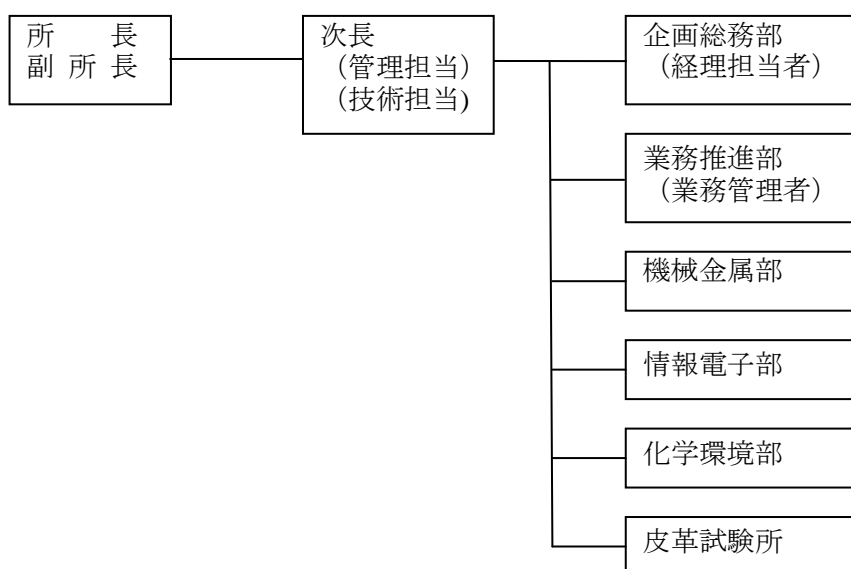 所　　長
副 所 長
次長
（管理担当）
（技術担当)
企画総務部
（経理担当者）
業務推進部
（業務管理者）
機械金属部
情報電子部
化学環境部
皮革試験所